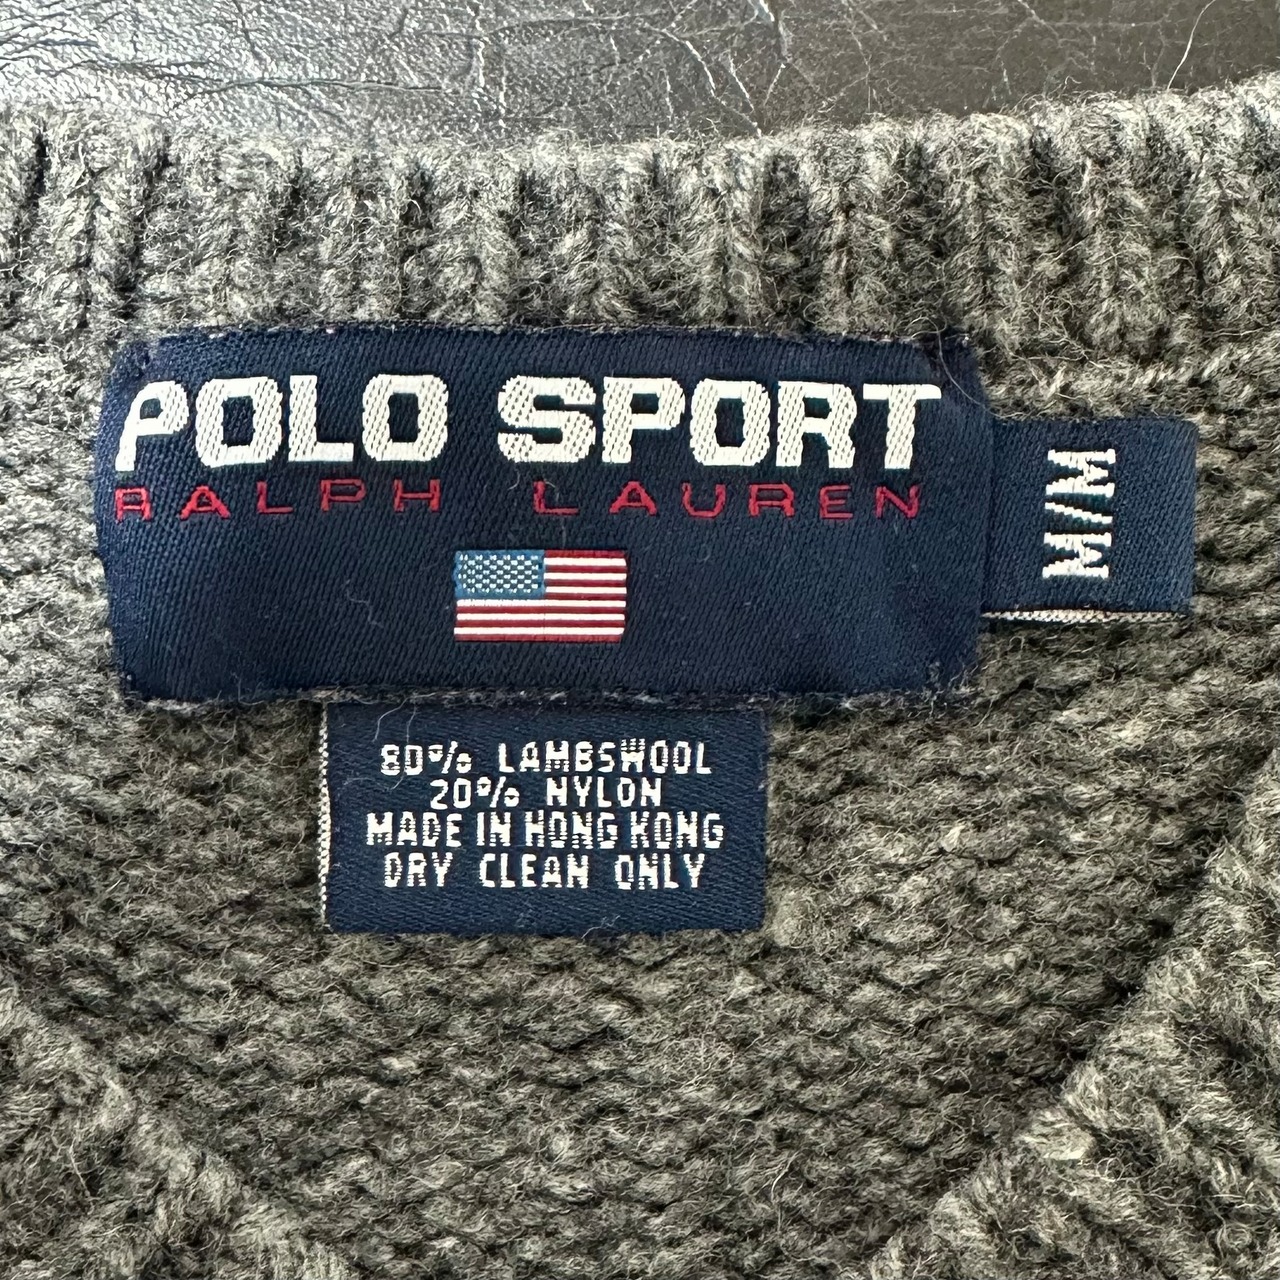 POLO SPORT
RALPH LAUREN
M/M
80% LAMBSWOOL
20% NYLON
MADE IN HONG KONG
DRY CLEAN ONLY